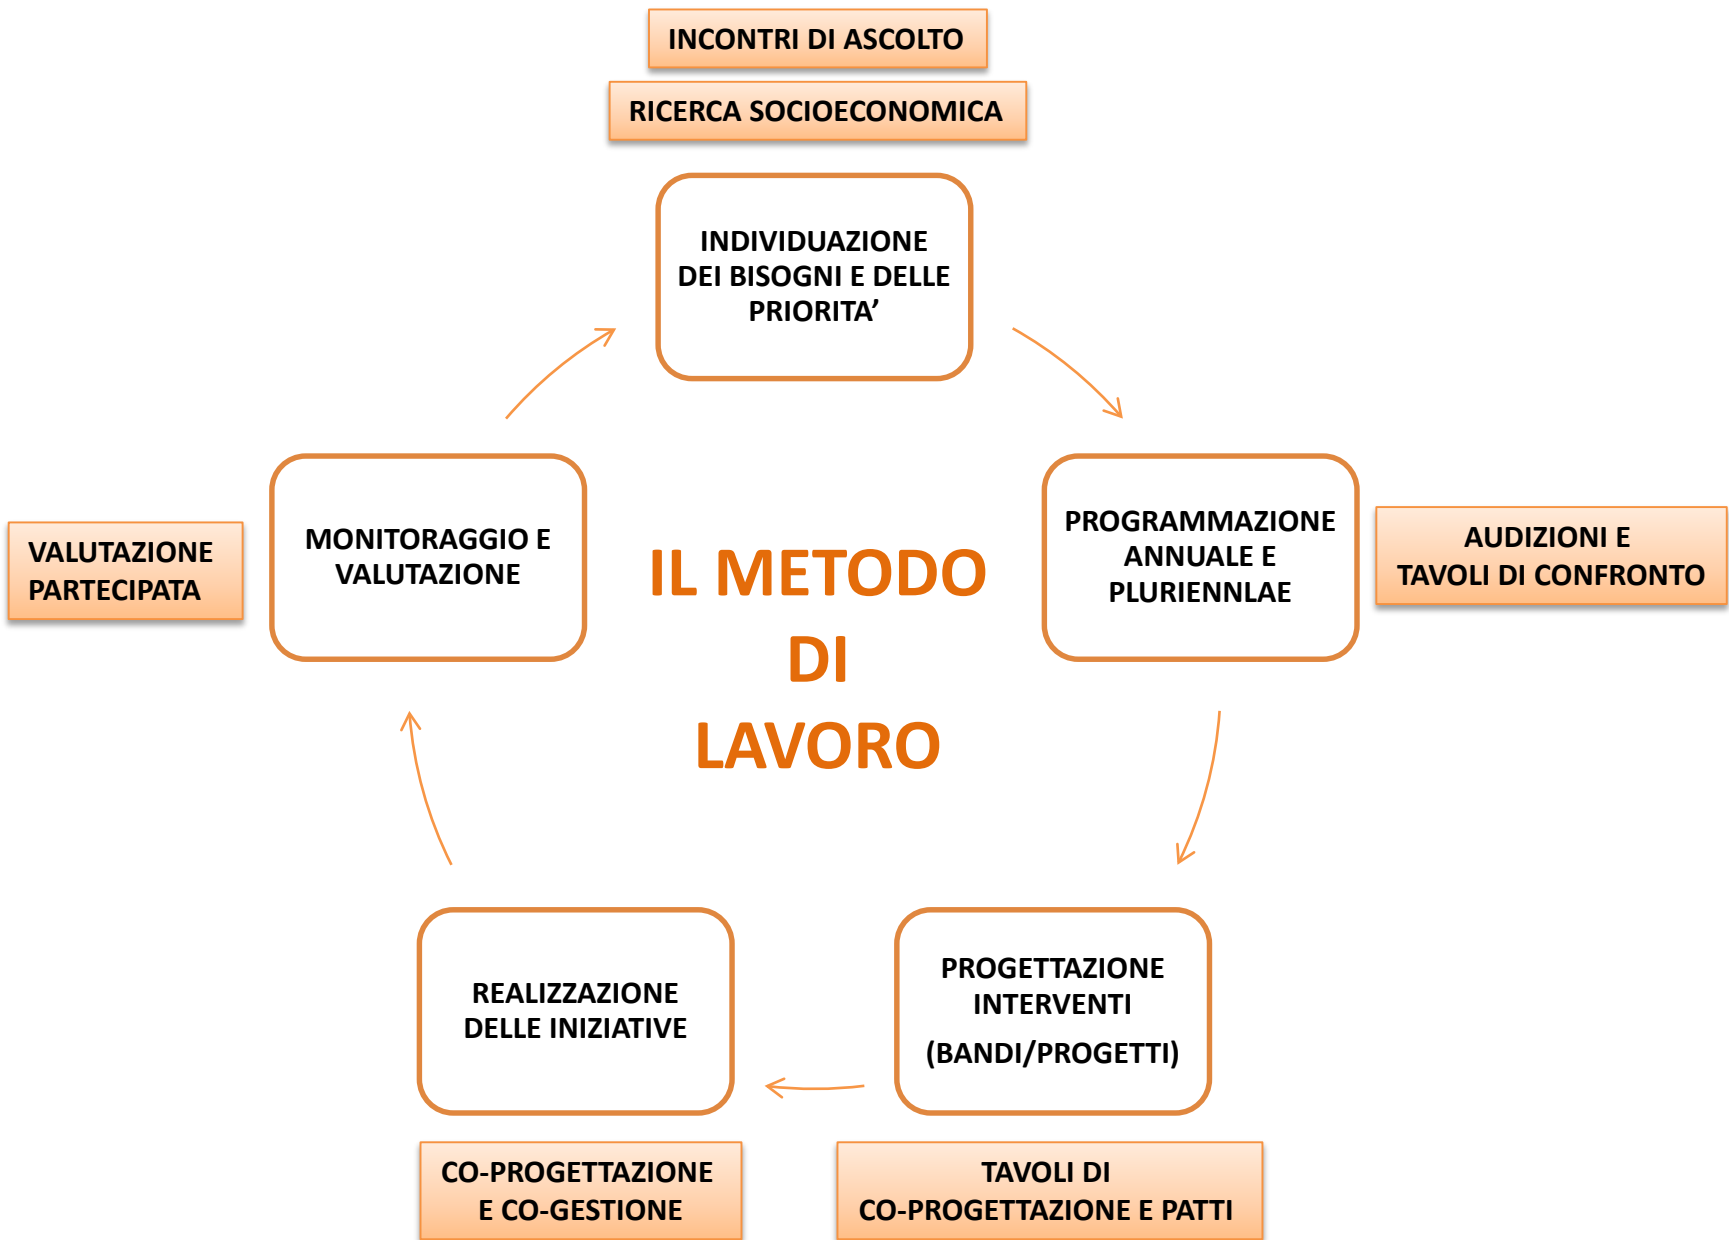 INCONTRI DI ASCOLTO
RICERCA SOCIOECONOMICA
INDIVIDUAZIONE
DEI BISOGNI E DELLE
PRIORITA’
PROGRAMMAZIONE
ANNUALE E
PLURIENNLAE
AUDIZIONI E
TAVOLI DI CONFRONTO
PROGETTAZIONE
INTERVENTI
(BANDI/PROGETTI)
TAVOLI DI
CO-PROGETTAZIONE E PATTI
REALIZZAZIONE
DELLE INIZIATIVE
CO-PROGETTAZIONE
E CO-GESTIONE
MONITORAGGIO E
VALUTAZIONE
VALUTAZIONE
PARTECIPATA
IL METODO
DI
LAVORO